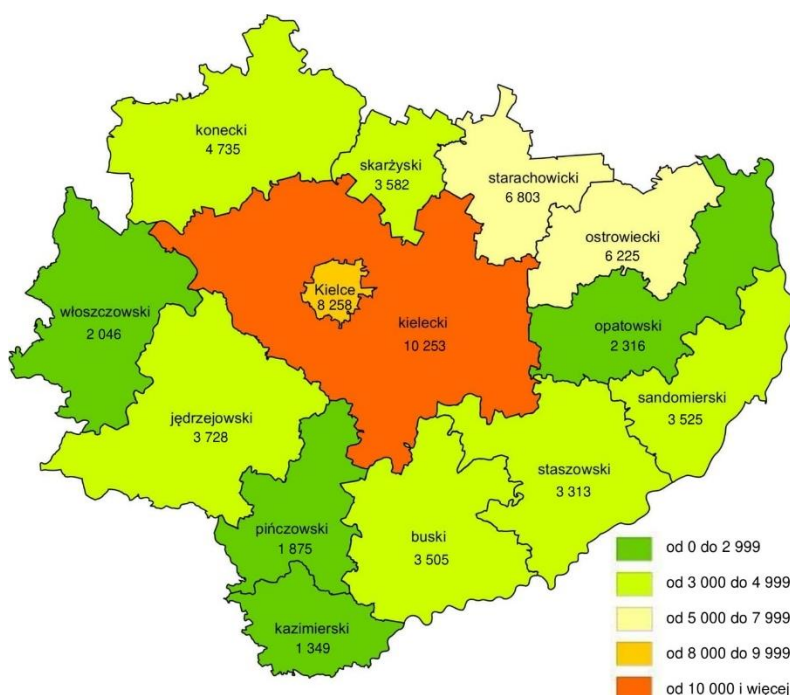 konecki
4 735
skarżyski
3 582
starachowicki
6 803
ostrowiecki
6 225
włoszczowski
2 046
Kielce
8 258
kielecki
10 253
opatowski
2 316
sandomierski
3 525
jędrzejowski
3 728
staszowski
3 313
pińczowski
1 875
buski
3 505
kazimierski
1 349
od 0 do 2 999
od 3 000 do 4 999
od 5 000 do 7 999
od 8 000 do 9 999
od 10 000 i więcej